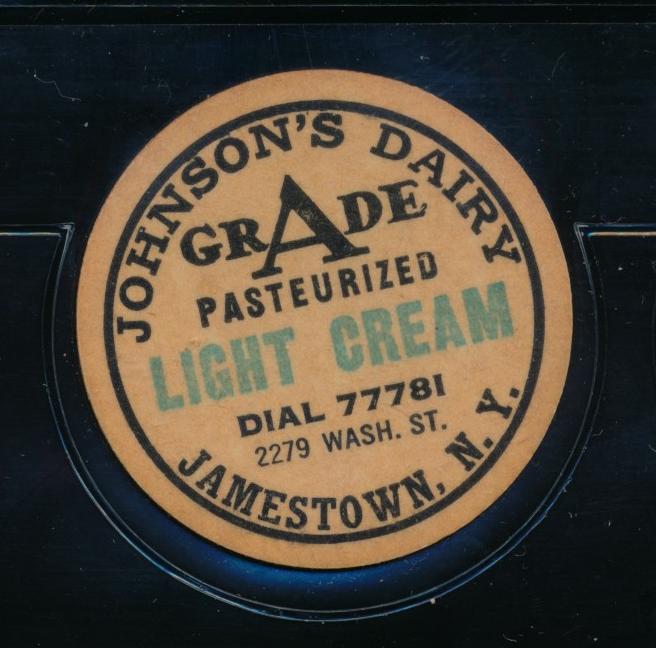 JOHNSON'S DAIRY
GRADE
PASTEURIZED
LIGHT CREAM
DIAL 77781
2279 WASH. ST.
JAMESTOWN, N.Y.